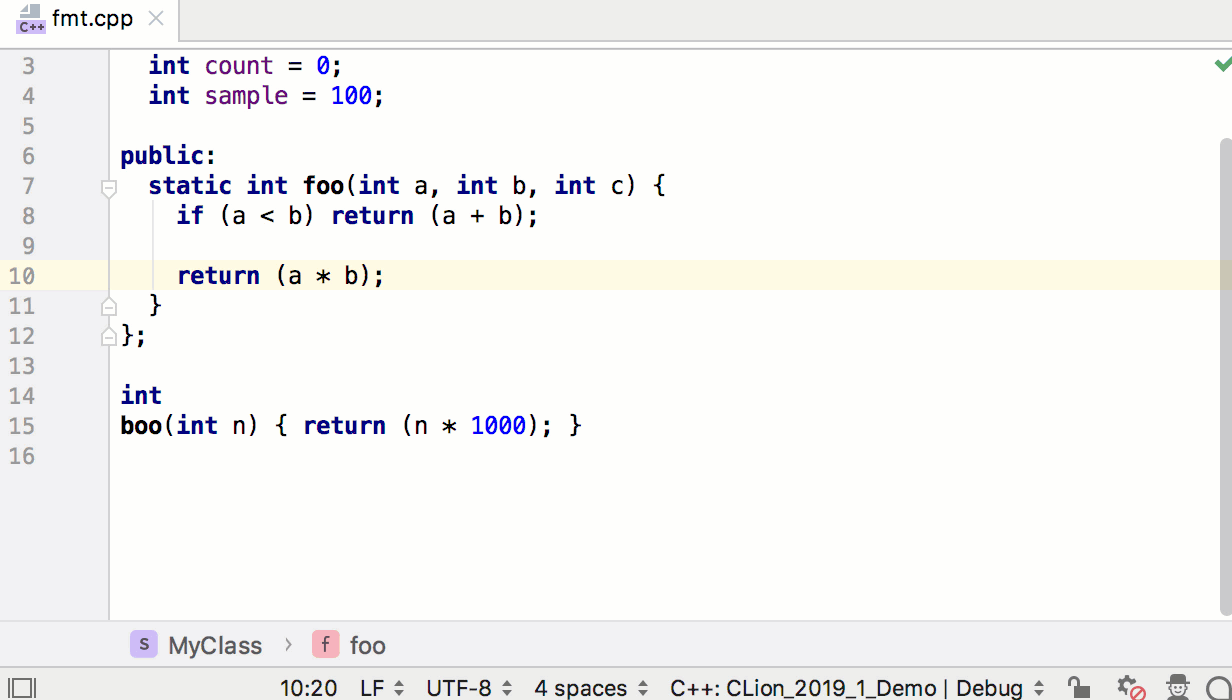 C++ fmt.cpp
3 int count = 0;
4 int sample = 100;
5
6 public:
7 static int foo(int a, int b, int c) {
8 if (a < b) return (a + b);
9
10 return (a * b);
11 }
12 };
13
14 int
15 boo(int n) { return (n * 1000); }
16
S MyClass › f foo
10:20 LF UTF-8 4 spaces C++: CLion_2019_1_Demo | Debug